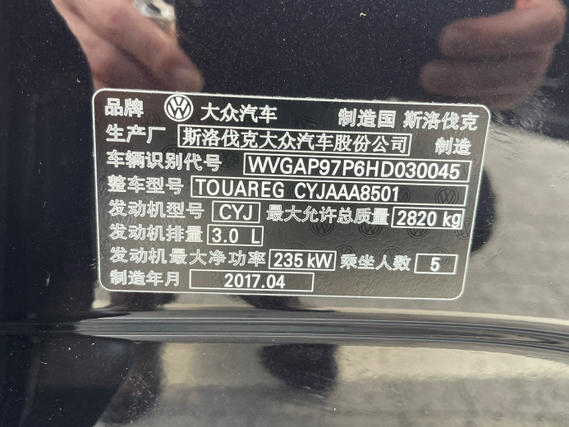 品牌 大众汽车 制造国 斯洛伐克
生产厂 斯洛伐克大众汽车股份公司 制造
车辆识别代号 WVGAP97P6HD030045
整车型号 TOUAREG CYJAAA8501
发动机型号 CYJ 最大允许总质量 2820 kg
发动机排量 3.0 L
发动机最大净功率 235 kW 乘坐人数 5
制造年月 2017.04